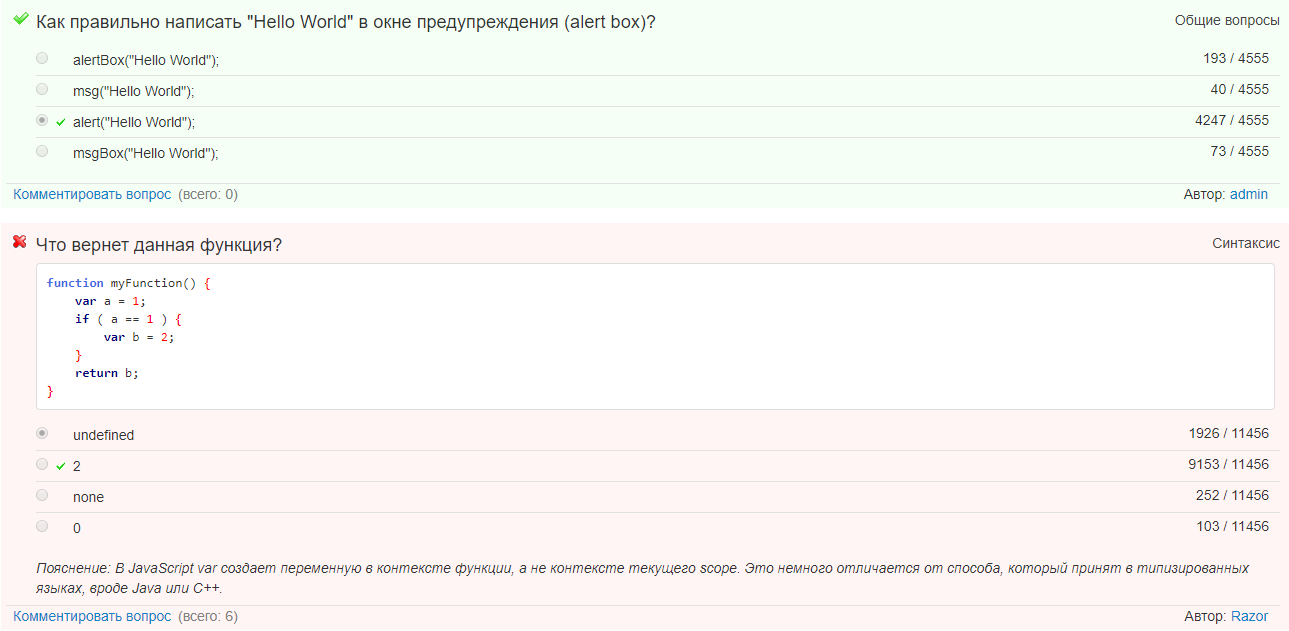 Как правильно написать "Hello World" в окне предупреждения (alert box)? Общие вопросы
alertBox("Hello World"); 193 / 4555
msg("Hello World"); 40 / 4555
alert("Hello World"); 4247 / 4555
msgBox("Hello World"); 73 / 4555
Комментировать вопрос (всего: 0) Автор: admin
Что вернет данная функция? Синтаксис
function myFunction() {
var a = 1;
if ( a == 1 ) {
var b = 2;
}
return b;
}
undefined 1926 / 11456
2 9153 / 11456
none 252 / 11456
0 103 / 11456
Пояснение: В JavaScript var создает переменную в контексте функции, а не контексте текущего scope. Это немного отличается от способа, который принят в типизированных
языках, вроде Java или C++.
Комментировать вопрос (всего: 6) Автор: Razor